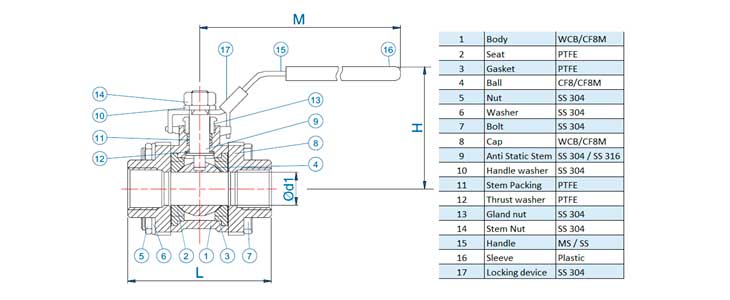 M
17
15
16
14
10
13
11
9
12
8
4
H
Ød1
5
6
2
1
3
7
L
1 Body WCB/CF8M
2 Seat PTFE
3 Gasket PTFE
4 Ball CF8/CF8M
5 Nut SS 304
6 Washer SS 304
7 Bolt SS 304
8 Cap WCB/CF8M
9 Anti Static Stem SS 304 / SS 316
10 Handle washer SS 304
11 Stem Packing PTFE
12 Thrust washer PTFE
13 Gland nut SS 304
14 Stem Nut SS 304
15 Handle MS / SS
16 Sleeve Plastic
17 Locking device SS 304